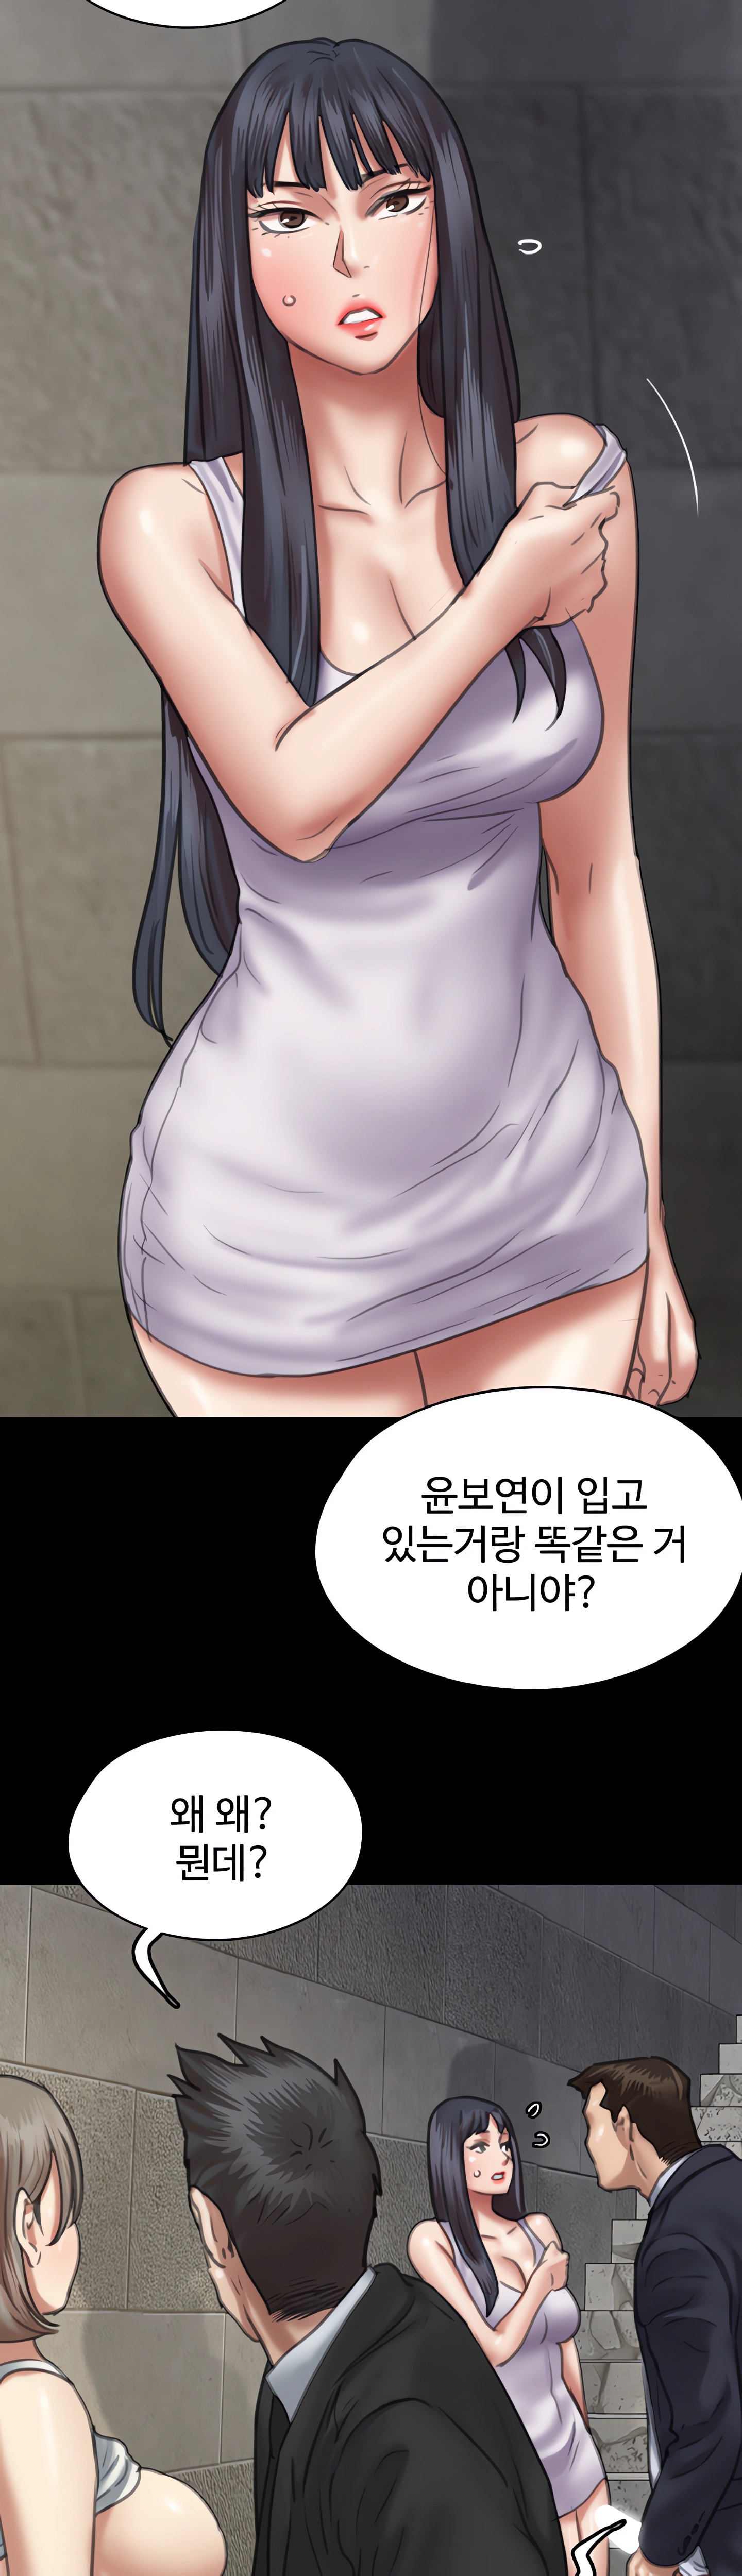 윤보연이 입고
있는거랑 똑같은 거
아니야?
왜 왜?
뭔데?